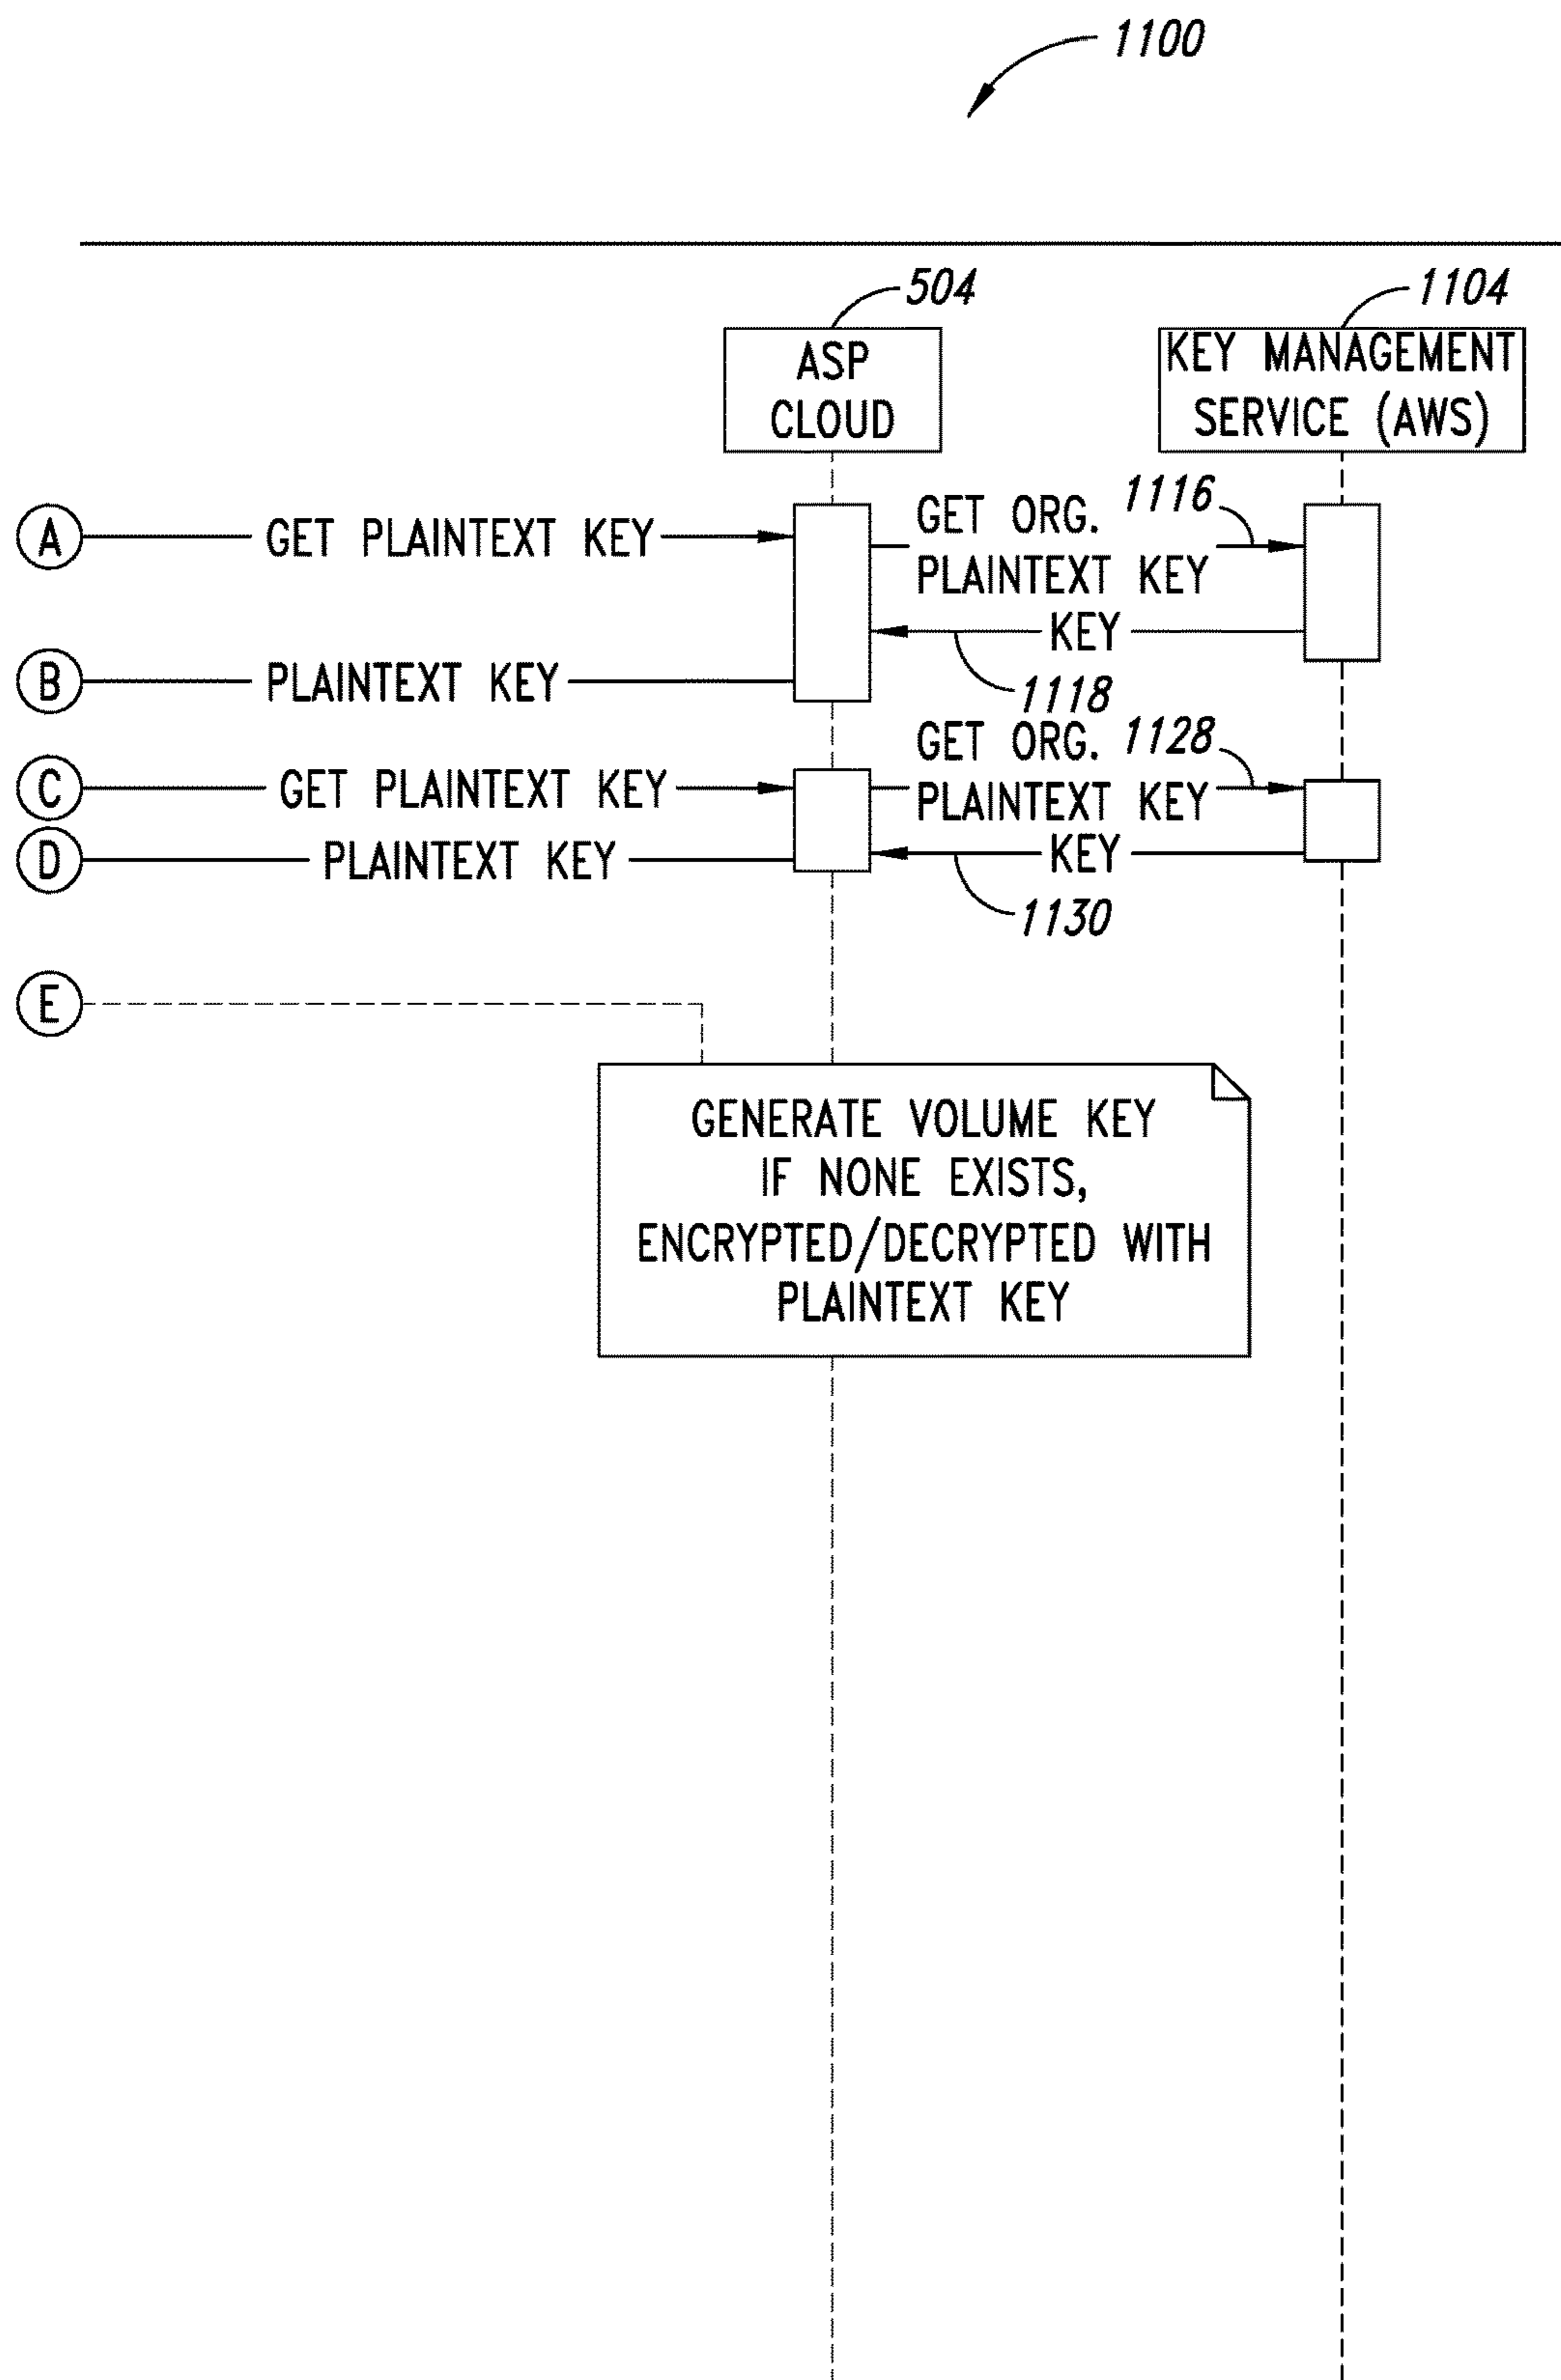 1100
504
1104
ASP
CLOUD
KEY MANAGEMENT
SERVICE (AWS)
A
GET PLAINTEXT KEY
GET ORG.
1116
PLAINTEXT KEY
KEY
B
PLAINTEXT KEY
1118
GET ORG.
1128
C
GET PLAINTEXT KEY
PLAINTEXT KEY
D
PLAINTEXT KEY
KEY
1130
E
GENERATE VOLUME KEY
IF NONE EXISTS,
ENCRYPTED/DECRYPTED WITH
PLAINTEXT KEY